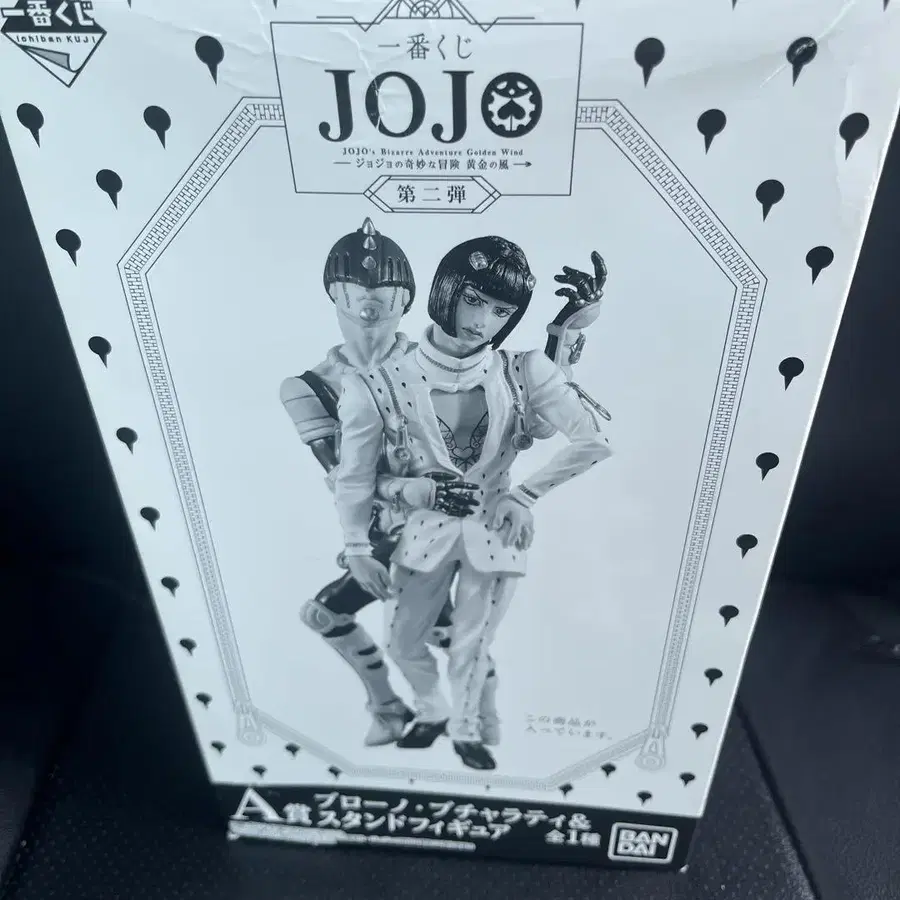 一番くじ
Ichiban KUJI
一番くじ
JOJO
JOJO's Bizarre Adventure Golden Wind
ジョジョの奇妙な冒険 黄金の風
第二弾
この商品が
入っています。
A賞 ブローノ・ブチャラティ&
スタンドフィギュア 全1種
BAN
DAI